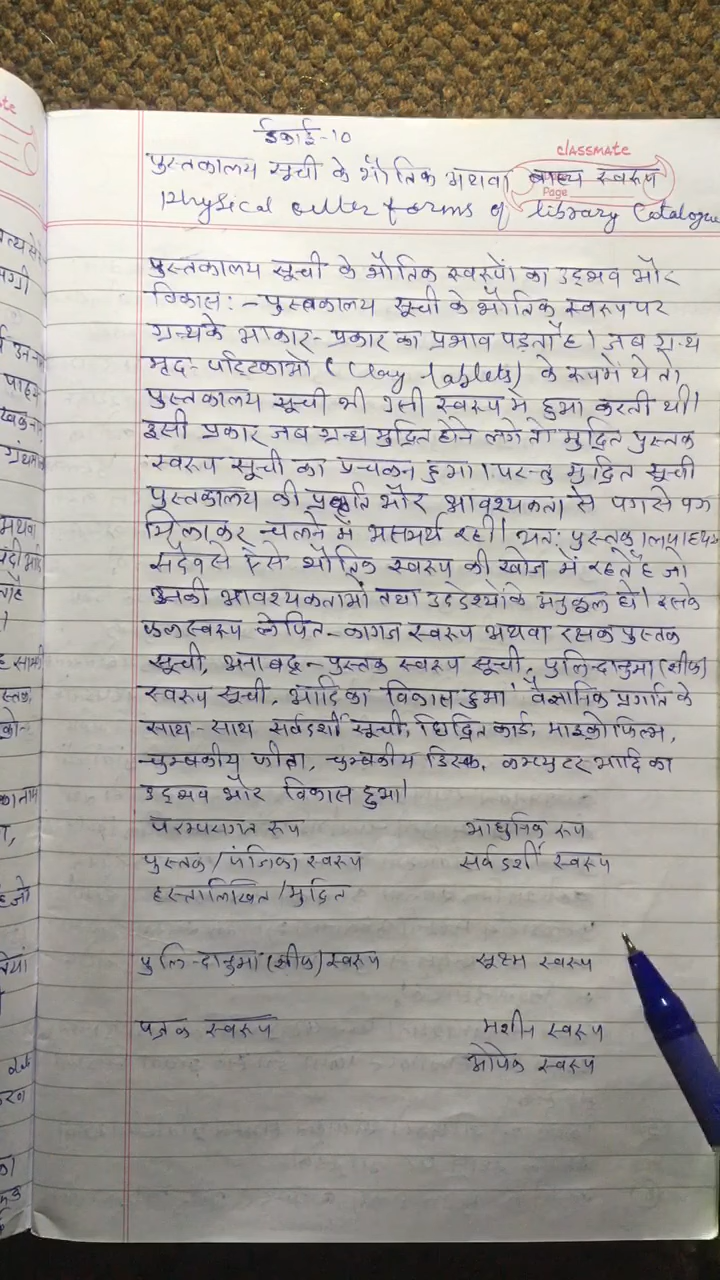 इकाई-10
classmate
पुस्तकालय सूची के भौतिक अथवा बाह्य स्वरूप
Page
Physical outer forms of library Catalogue
पुस्तकालय सूची के भौतिक स्वरूपों का उद्भव और
विकास:- पुस्तकालय सूची के भौतिक स्वरूप पर
ग्रन्थके आकार-प्रकार का प्रभाव पड़ता है। जब ग्रन्थ
मृद-पट्टिकाओं (Clay tablets) के रूपमें थे तो
पुस्तकालय सूची भी उसी स्वरूप में हुआ करती थी।
इसी प्रकार जब ग्रन्थ मुद्रित होने लगे तो मुद्रित पुस्तक
स्वरूप सूची का प्रचलन हुआ। परन्तु मुद्रित सूची
पुस्तकालय की प्रकृति और आवश्यकता से पग से पग
मिलाकर चलने में असमर्थ रही। अतः पुस्तकालयाध्यक्ष
सदैव से ऐसे भौतिक स्वरूप की खोज में रहते है जो
उनकी आवश्यकताओं तथा उद्देश्योंके अनुकूल हो। इसके
फलस्वरूप लेपित-कागज स्वरूप अथवा रक्षक पुस्तक
सूची, अनाबद्ध-पुस्तक स्वरूप सूची, पुलिन्दानुमा (शीफ)
स्वरूप सूची, आदि का विकास हुआ। वैज्ञानिक प्रगति के
साथ-साथ सर्वदर्शी सूची, छिद्रित कार्ड, माइक्रोफिल्म,
चुम्बकीय फीता, चुम्बकीय डिस्क, कम्प्युटर आदि का
उद्भव और विकास हुआ।
परम्परागत रूप आधुनिक रूप
पुस्तक/पंजिका स्वरूप सर्वदर्शी स्वरूप
हस्तालिखित/मुद्रित
पुलिन्दानुमा (शीफ) स्वरूप सूक्ष्म स्वरूप
पत्रक स्वरूप मशीन स्वरूप
ओपेक स्वरूप